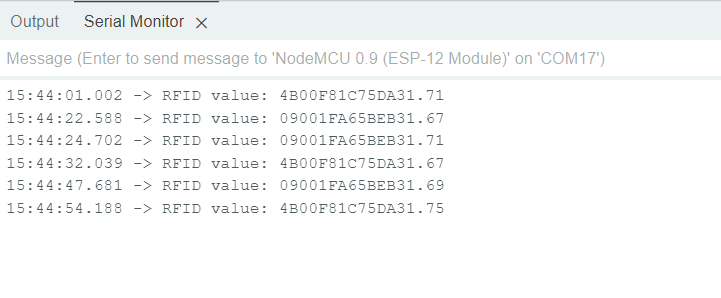 Output Serial Monitor ×
Message (Enter to send message to 'NodeMCU 0.9 (ESP-12 Module)' on 'COM17')
15:44:01.002 -> RFID value: 4B00F81C75DA31.71
15:44:22.588 -> RFID value: 09001FA65BEB31.67
15:44:24.702 -> RFID value: 09001FA65BEB31.71
15:44:32.039 -> RFID value: 4B00F81C75DA31.67
15:44:47.681 -> RFID value: 09001FA65BEB31.69
15:44:54.188 -> RFID value: 4B00F81C75DA31.75